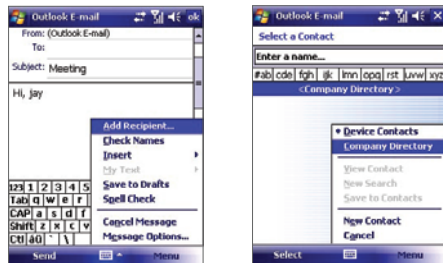 Outlook E-mail ok
From: (Outlook E-mail)
To:
Subject: Meeting
Hi, jay
Add Recipient...
Check Names
Insert
My Text
Save to Drafts
Spell Check
Cancel Message
Message Options...
123 1 2 3 4 5
Tab q w e r
CAP a s d f
Shift z x c v
Ctl áü ` \
Send Menu
Outlook E-mail
Select a Contact
Enter a name...
#ab cde fgh ijk lmn opq rst uvw xyz
<Company Directory>
Device Contacts
Company Directory
View Contact
New Search
Save to Contacts
New Contact
Cancel
Select Menu